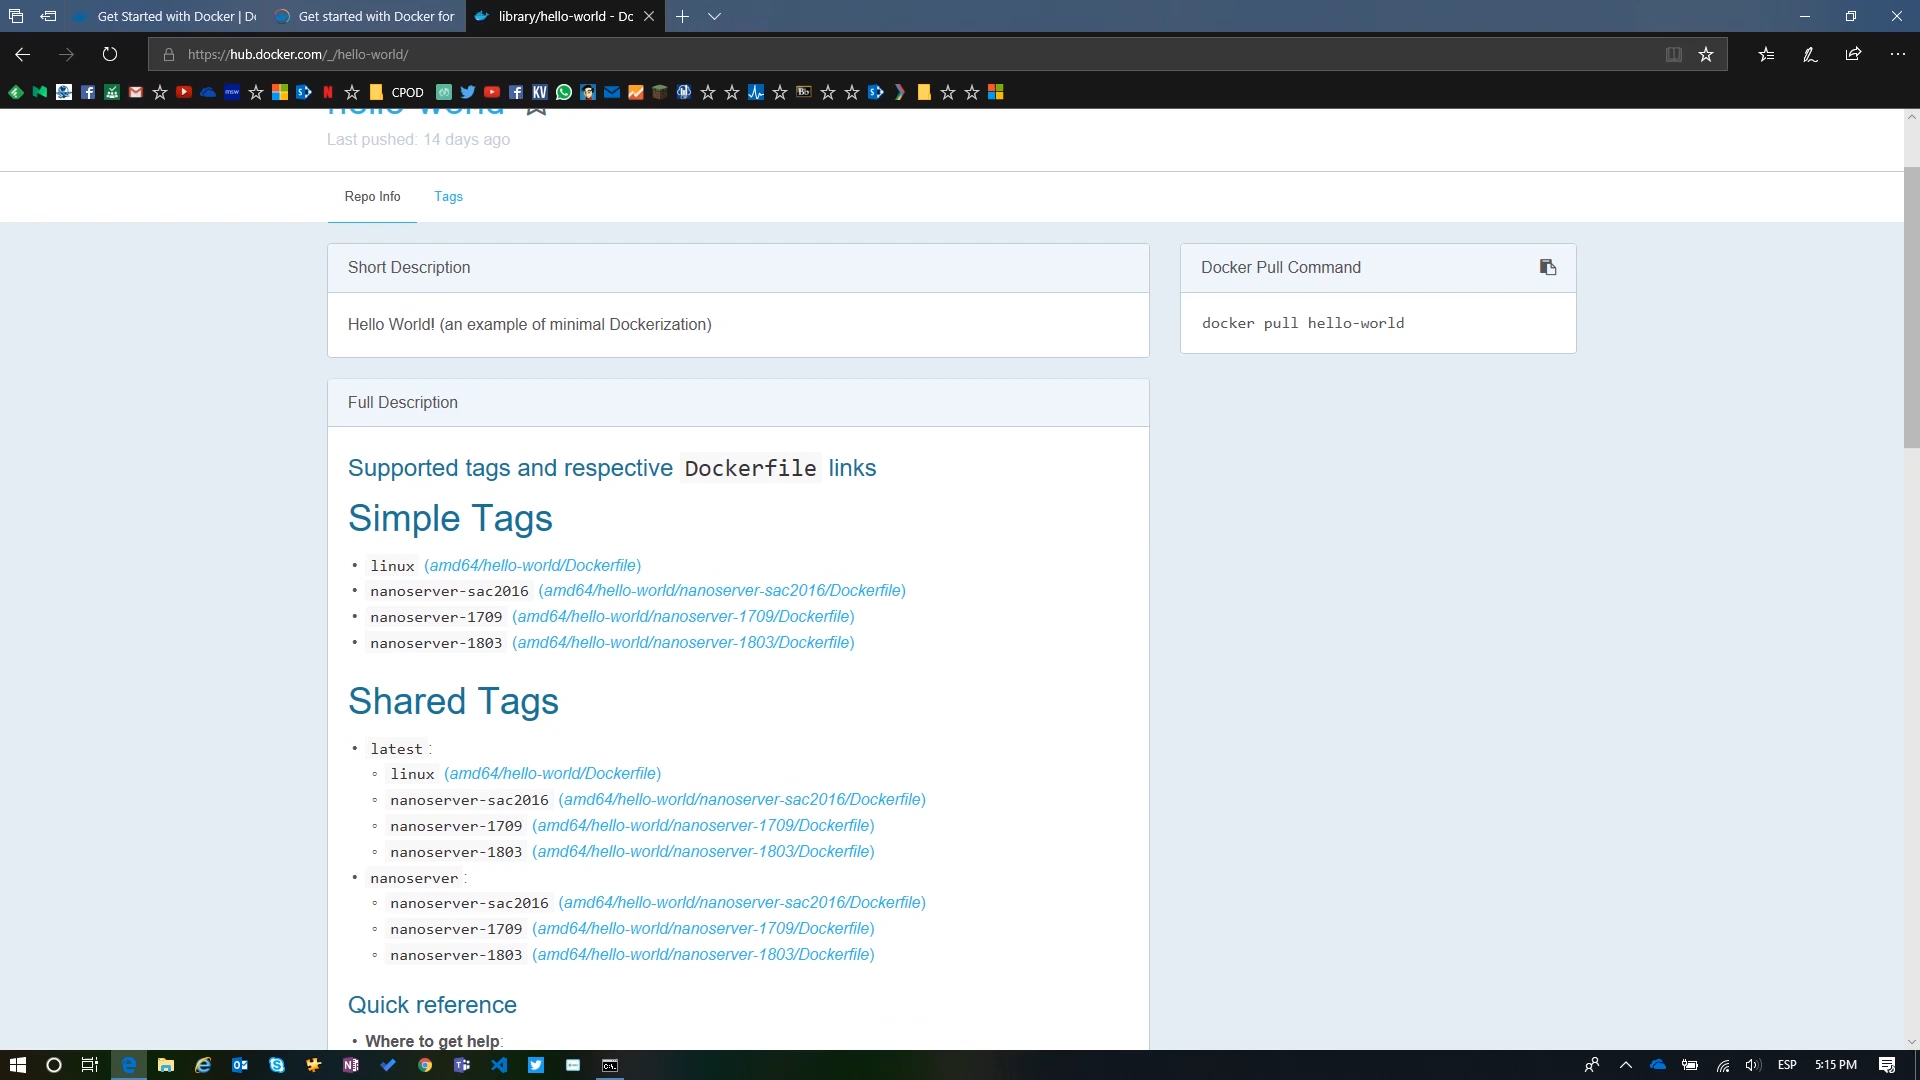 Get Started with Docker | Do
Get started with Docker for
library/hello-world - Dc
https://hub.docker.com/_/hello-world/
msw
CPOD
KV
Bb
hello-world
Last pushed: 14 days ago
Repo Info
Tags
Short Description
Hello World! (an example of minimal Dockerization)
Docker Pull Command
docker pull hello-world
Full Description
Supported tags and respective Dockerfile links
Simple Tags
• linux (amd64/hello-world/Dockerfile)
• nanoserver-sac2016 (amd64/hello-world/nanoserver-sac2016/Dockerfile)
• nanoserver-1709 (amd64/hello-world/nanoserver-1709/Dockerfile)
• nanoserver-1803 (amd64/hello-world/nanoserver-1803/Dockerfile)
Shared Tags
• latest :
◦ linux (amd64/hello-world/Dockerfile)
◦ nanoserver-sac2016 (amd64/hello-world/nanoserver-sac2016/Dockerfile)
◦ nanoserver-1709 (amd64/hello-world/nanoserver-1709/Dockerfile)
◦ nanoserver-1803 (amd64/hello-world/nanoserver-1803/Dockerfile)
• nanoserver :
◦ nanoserver-sac2016 (amd64/hello-world/nanoserver-sac2016/Dockerfile)
◦ nanoserver-1709 (amd64/hello-world/nanoserver-1709/Dockerfile)
◦ nanoserver-1803 (amd64/hello-world/nanoserver-1803/Dockerfile)
Quick reference
• Where to get help:
ESP
5:15 PM